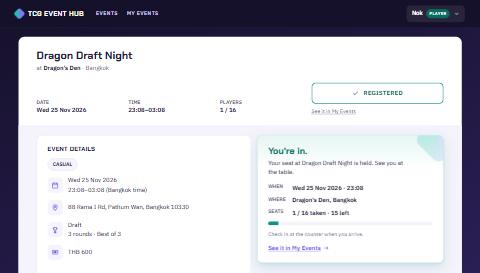 TCG EVENT HUB
EVENTS
MY EVENTS
Nok
PLAYER
Dragon Draft Night
at Dragon's Den · Bangkok
DATE
Wed 25 Nov 2026
TIME
23:08–03:08
PLAYERS
1 / 16
✓ REGISTERED
See it in My Events
EVENT DETAILS
CASUAL
Wed 25 Nov 2026
23:08–03:08 (Bangkok time)
88 Rama I Rd, Pathum Wan, Bangkok 10330
Draft
3 rounds · Best of 3
THB 600
You're in.
Your seat at Dragon Draft Night is held. See you at
the table.
WHEN Wed 25 Nov 2026 · 23:08
WHERE Dragon's Den, Bangkok
SEATS 1 / 16 taken · 15 left
Check in at the counter when you arrive.
See it in My Events →